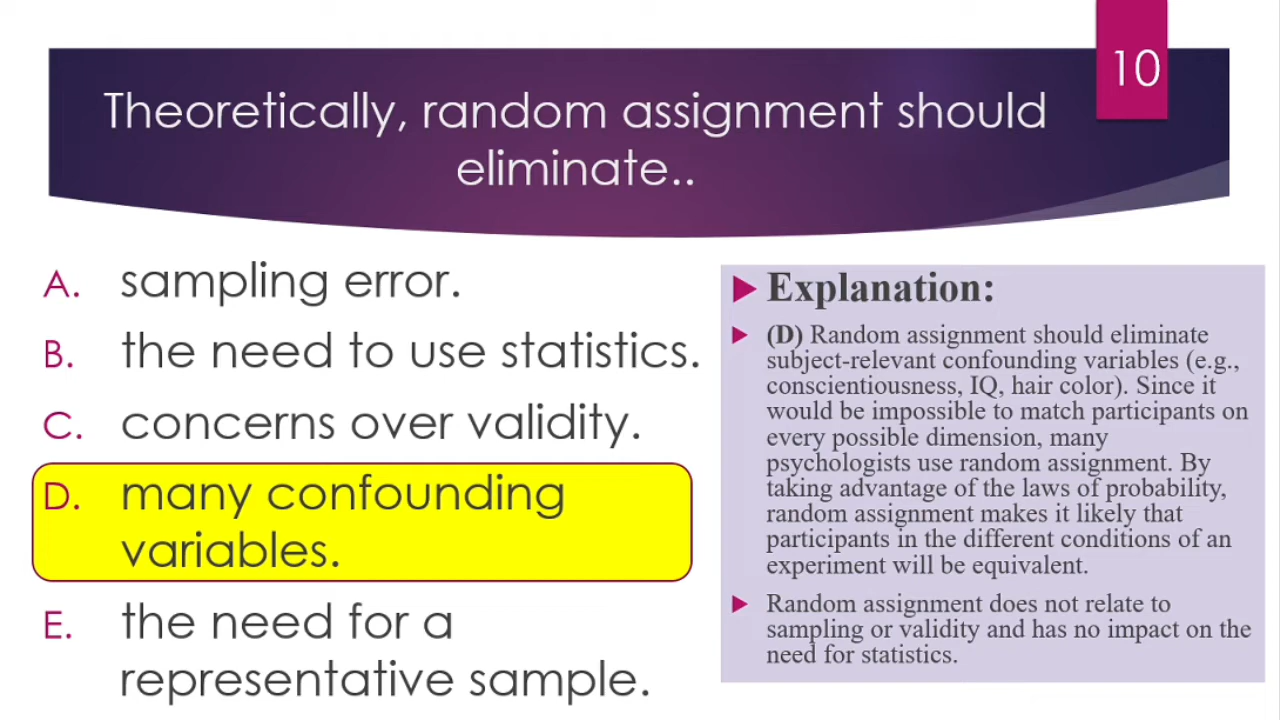 10
Theoretically, random assignment should
eliminate..
A. sampling error.
B. the need to use statistics.
C. concerns over validity.
D. many confounding
variables.
E. the need for a
representative sample.
Explanation:
(D) Random assignment should eliminate
subject-relevant confounding variables (e.g.,
conscientiousness, IQ, hair color). Since it
would be impossible to match participants on
every possible dimension, many
psychologists use random assignment. By
taking advantage of the laws of probability,
random assignment makes it likely that
participants in the different conditions of an
experiment will be equivalent.
Random assignment does not relate to
sampling or validity and has no impact on the
need for statistics.